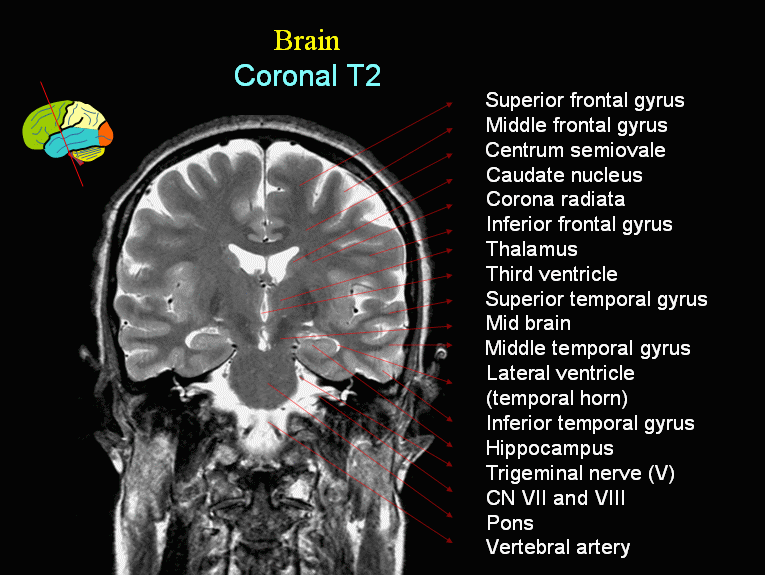 Brain
Coronal T2
Superior frontal gyrus
Middle frontal gyrus
Centrum semiovale
Caudate nucleus
Corona radiata
Inferior frontal gyrus
Thalamus
Third ventricle
Superior temporal gyrus
Mid brain
Middle temporal gyrus
Lateral ventricle
(temporal horn)
Inferior temporal gyrus
Hippocampus
Trigeminal nerve (V)
CN VII and VIII
Pons
Vertebral artery